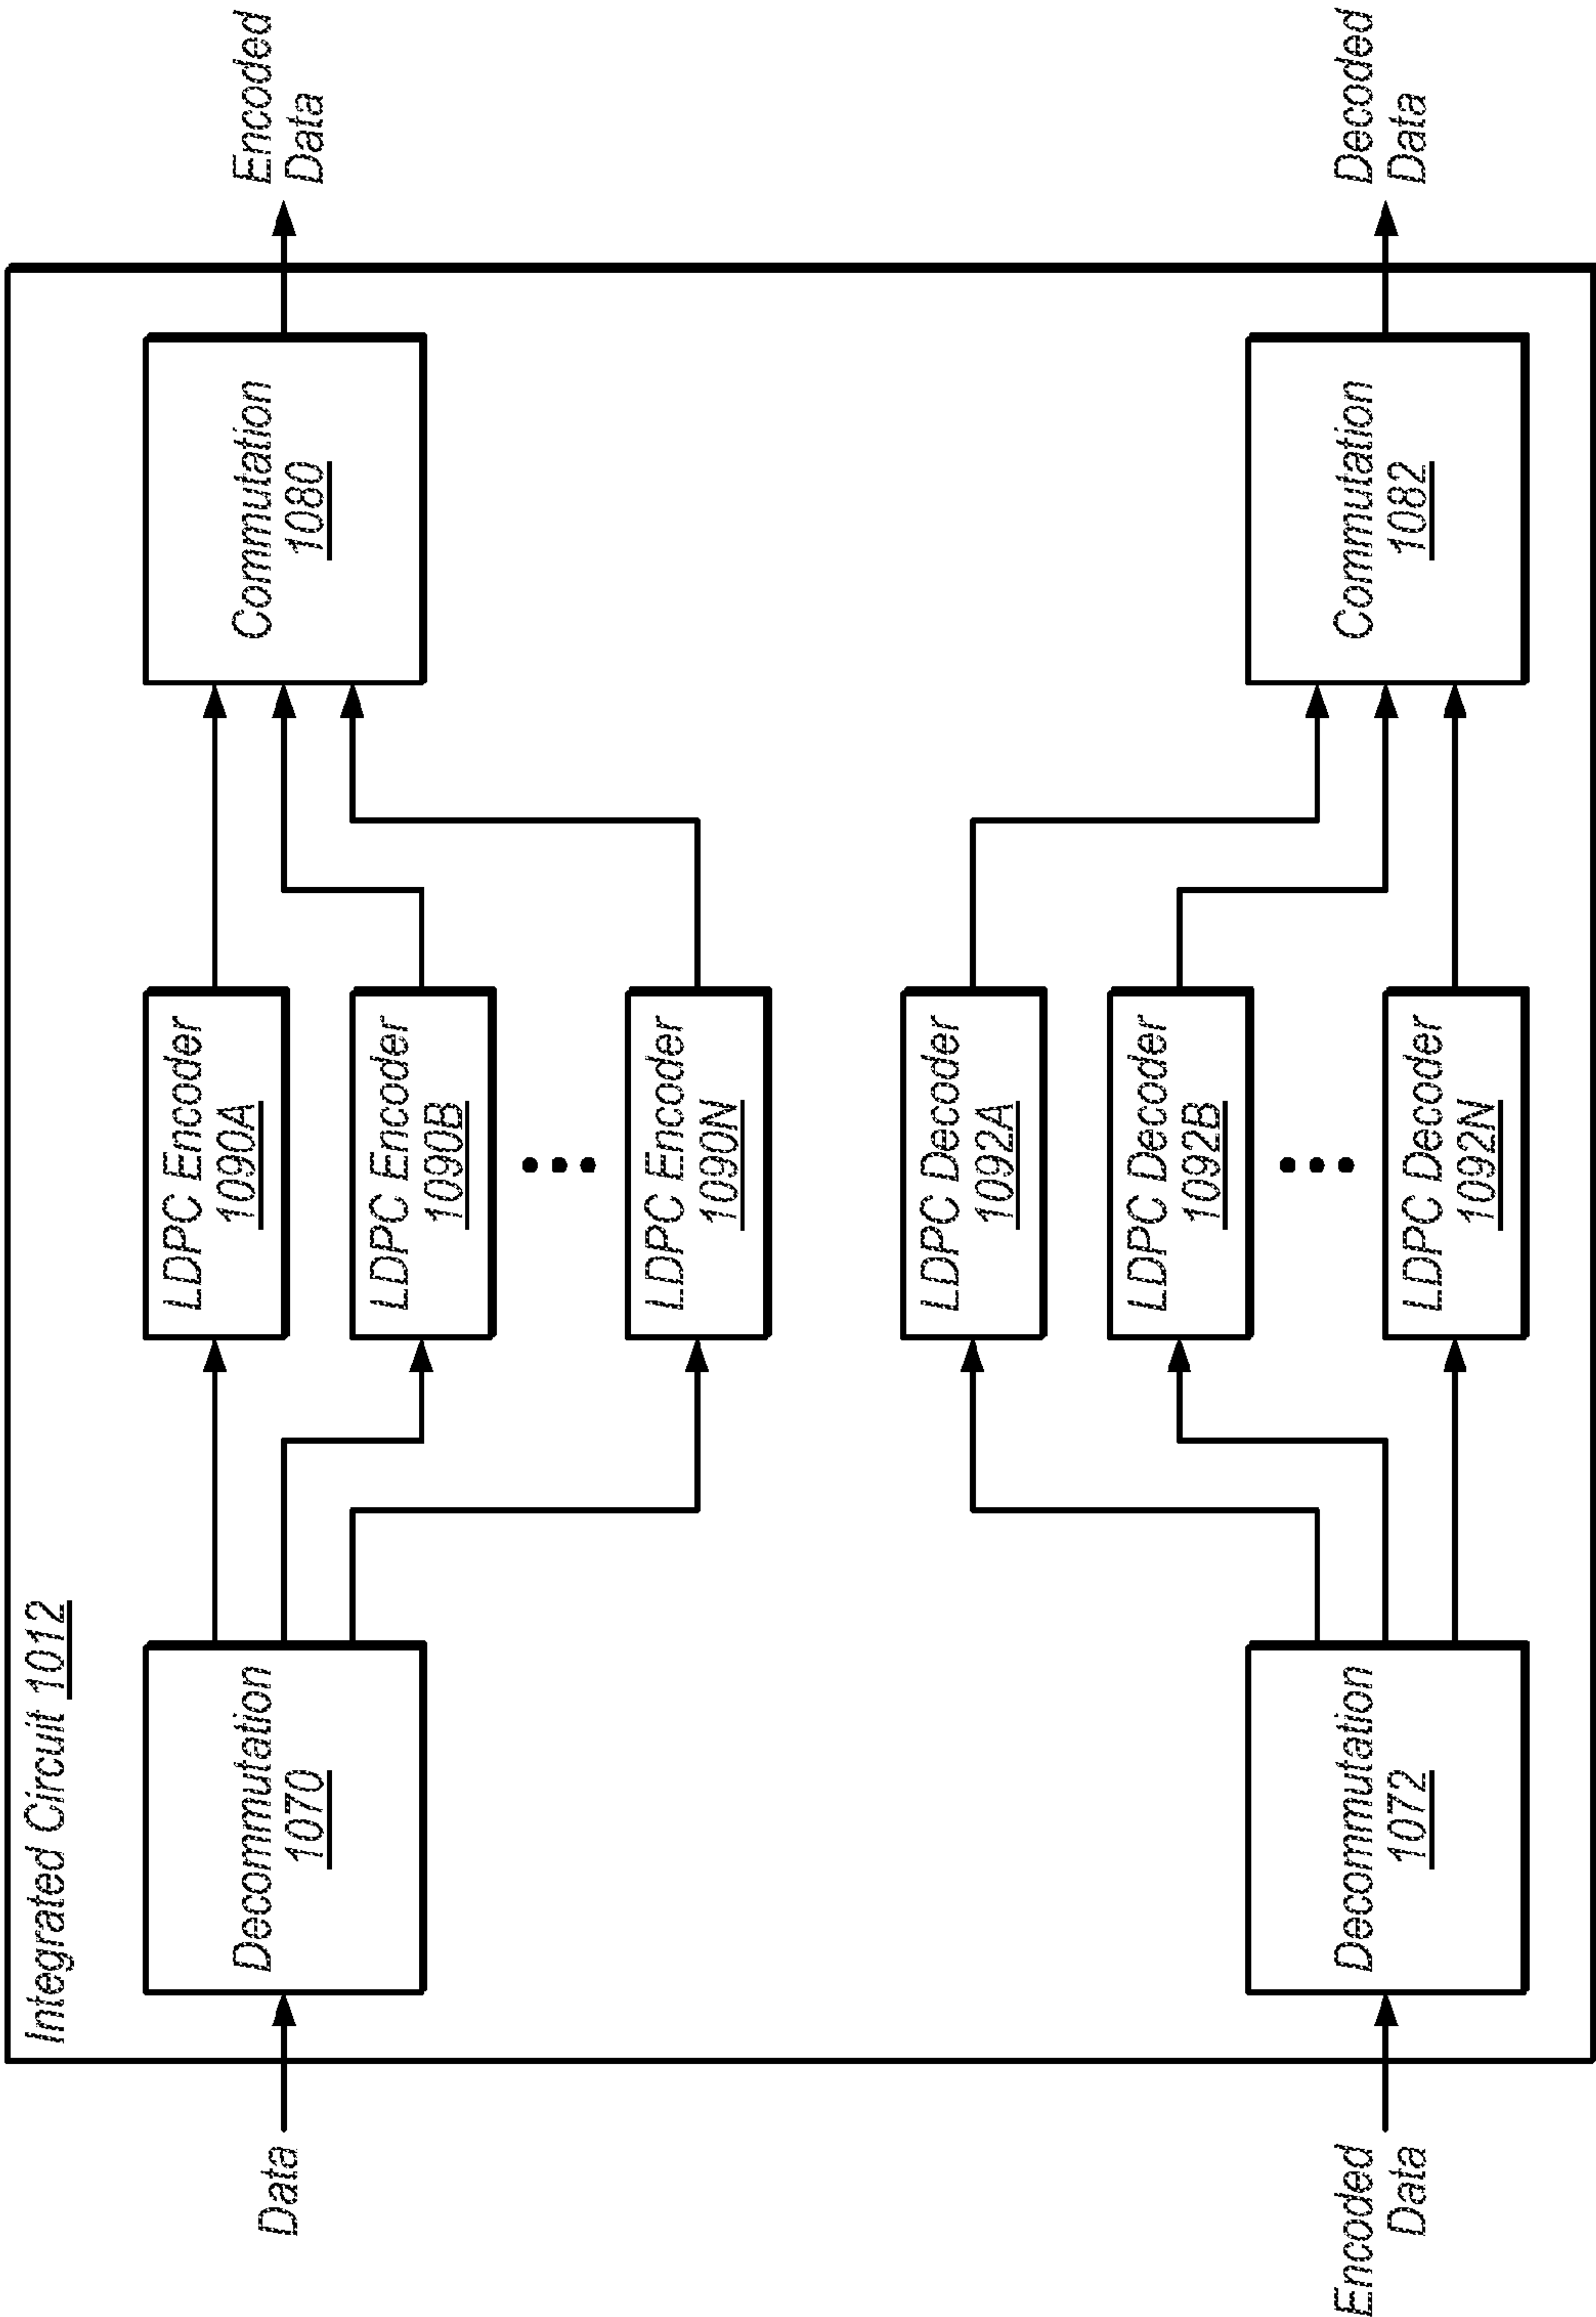 Integrated Circuit 1012
Data
Decommutation
1070
LDPC Encoder
1090A
LDPC Encoder
1090B
LDPC Encoder
1090N
Commutation
1080
Encoded
Data
Encoded
Data
Decommutation
1072
LDPC Decoder
1092A
LDPC Decoder
1092B
LDPC Decoder
1092N
Commutation
1082
Decoded
Data